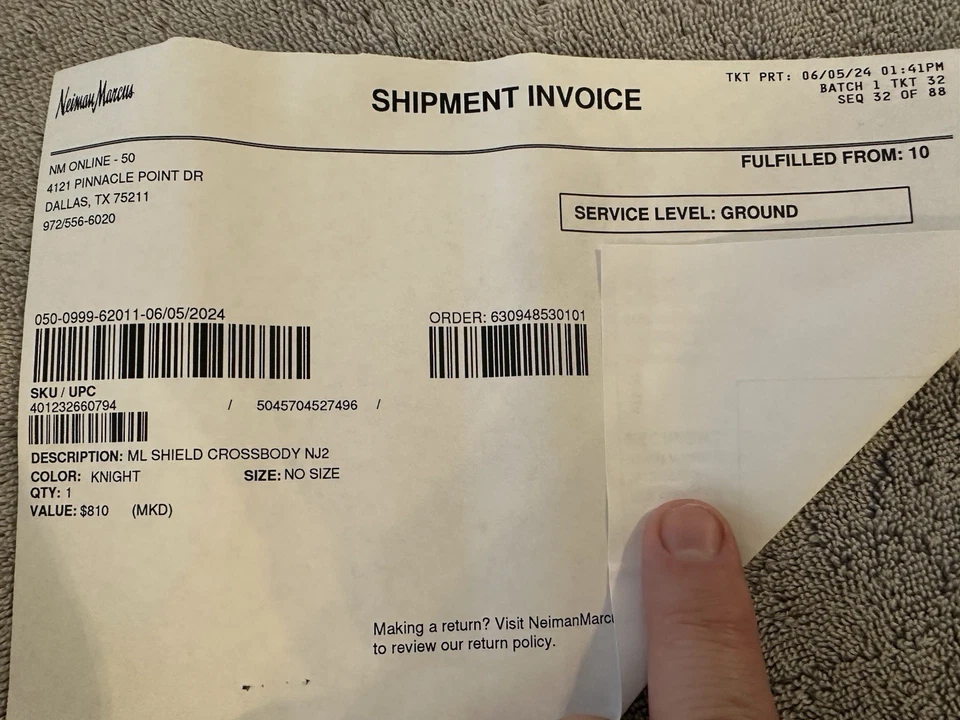 Neiman Marcus
SHIPMENT INVOICE
TKT PRT: 06/05/24 01:41PM
BATCH 1 TKT 32
SEQ 32 OF 88
NM ONLINE - 50
4121 PINNACLE POINT DR
DALLAS, TX 75211
972/556-6020
FULFILLED FROM: 10
SERVICE LEVEL: GROUND
050-0999-62011-06/05/2024
ORDER: 630948530101
SKU / UPC
401232660794 / 5045704527496 /
DESCRIPTION: ML SHIELD CROSSBODY NJ2
COLOR: KNIGHT SIZE: NO SIZE
QTY: 1
VALUE: $810 (MKD)
Making a return? Visit NeimanMarcu
to review our return policy.